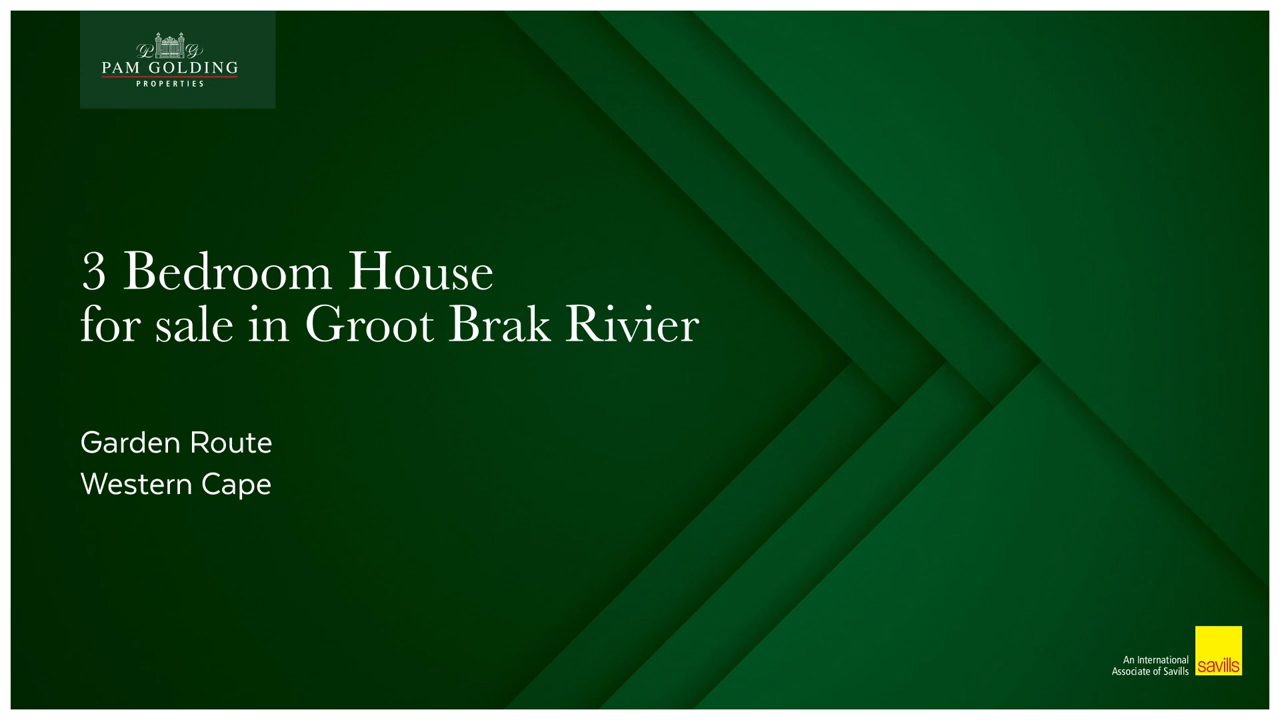 PAM GOLDING
PROPERTIES
3 Bedroom House
for sale in Groot Brak Rivier
Garden Route
Western Cape
An International
Associate of Savills
savills